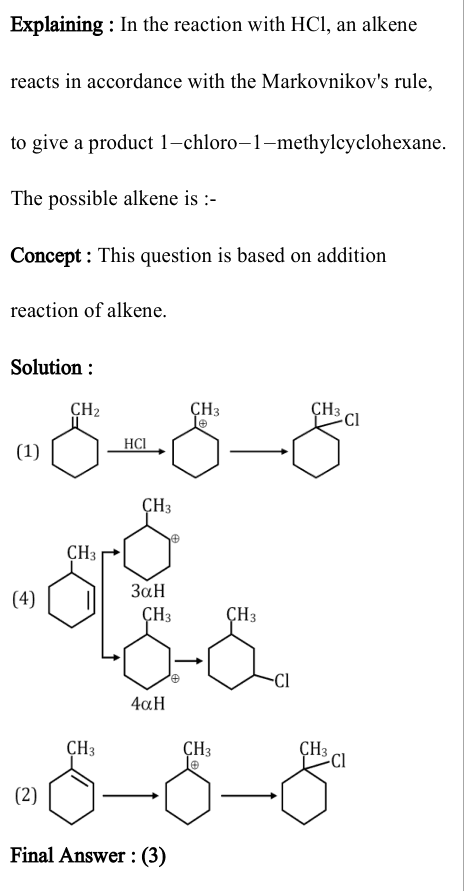 Explaining : In the reaction with HCl, an alkene
reacts in accordance with the Markovnikov's rule,
to give a product 1−chloro−1−methylcyclohexane.
The possible alkene is :-
Concept : This question is based on addition
reaction of alkene.
Solution :
CH₂ CH₃ CH₃
⊕ Cl
(1) HCl
CH₃
CH₃ ⊕
(4) 3αH
CH₃ CH₃
⊕ Cl
4αH
CH₃ CH₃ CH₃
⊕ Cl
(2)
Final Answer : (3)